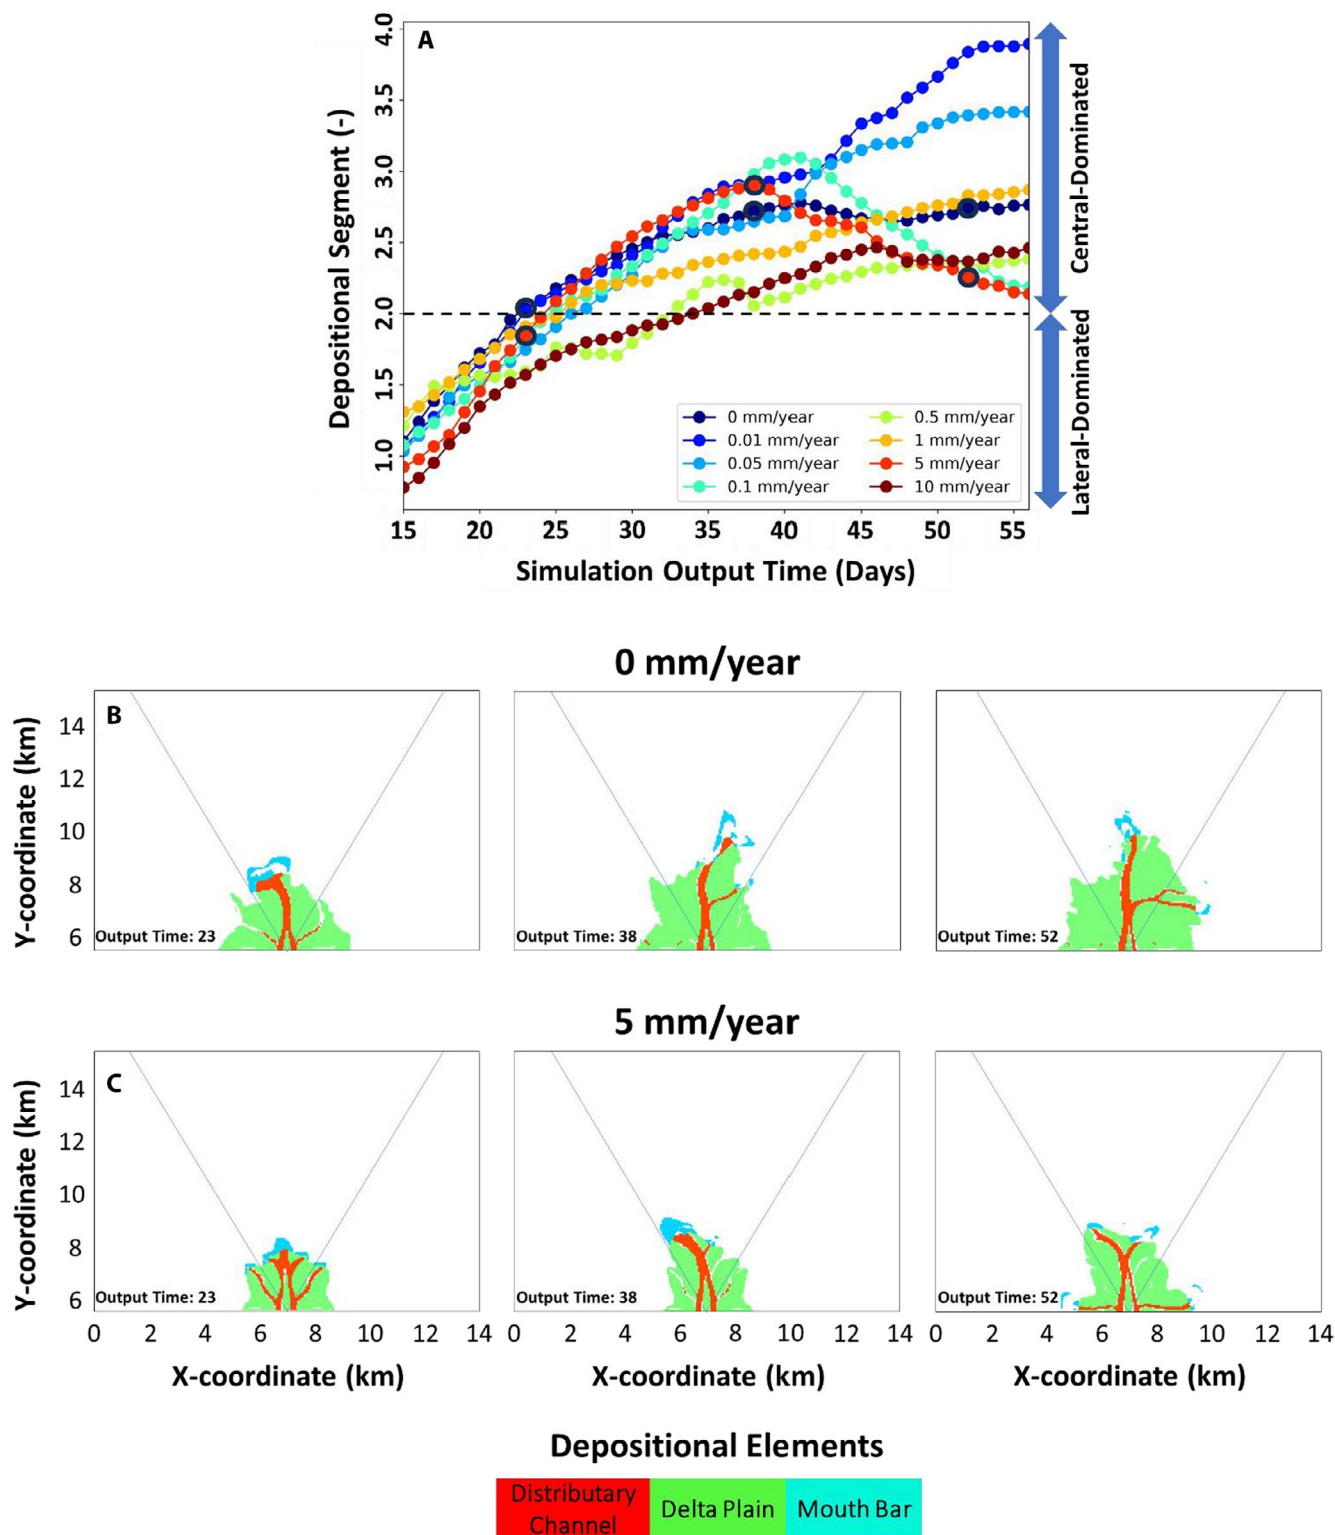 A
Depositional Segment (-)
4.0
3.5
3.0
2.5
2.0
1.5
1.0
Central-Dominated
Lateral-Dominated
0 mm/year
0.01 mm/year
0.05 mm/year
0.1 mm/year
0.5 mm/year
1 mm/year
5 mm/year
10 mm/year
15 20 25 30 35 40 45 50 55
Simulation Output Time (Days)
0 mm/year
B
Y-coordinate (km)
14
12
10
8
6
Output Time: 23
Output Time: 38
Output Time: 52
5 mm/year
C
Y-coordinate (km)
14
12
10
8
6
Output Time: 23
Output Time: 38
Output Time: 52
0 2 4 6 8 10 12 14 0 2 4 6 8 10 12 14 0 2 4 6 8 10 12 14
X-coordinate (km) X-coordinate (km) X-coordinate (km)
Depositional Elements
Distributary
Channel
Delta Plain
Mouth Bar